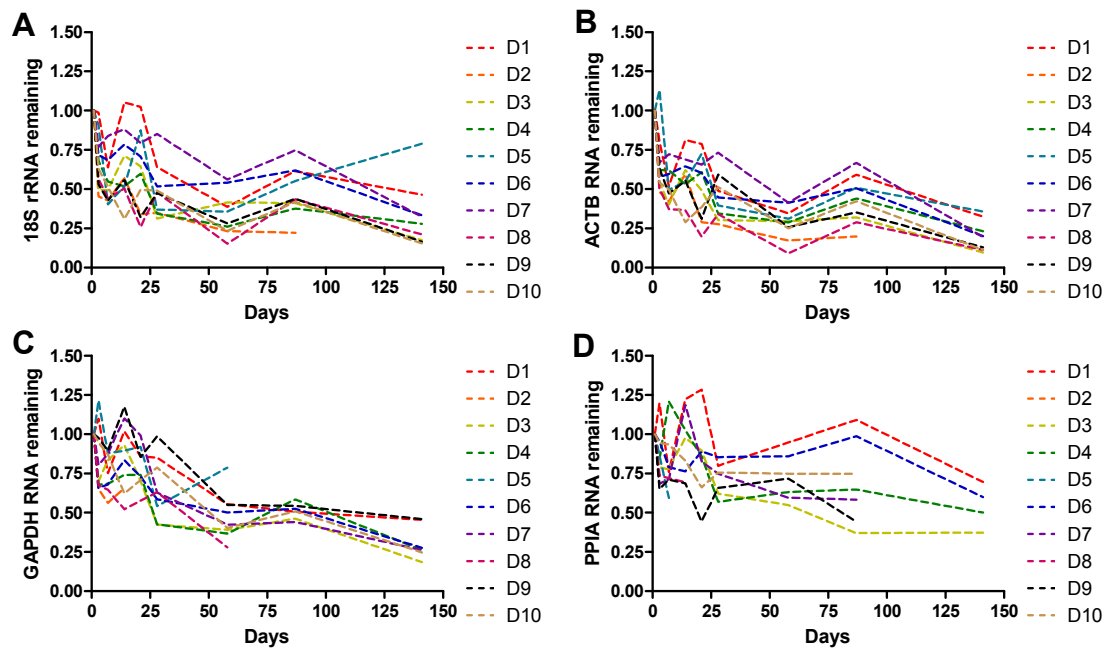 A
18S rRNA remaining
1.50
1.25
1.00
0.75
0.50
0.25
0.00
0 25 50 75 100 125 150
Days
D1
D2
D3
D4
D5
D6
D7
D8
D9
D10
B
ACTB RNA remaining
1.50
1.25
1.00
0.75
0.50
0.25
0.00
0 25 50 75 100 125 150
Days
D1
D2
D3
D4
D5
D6
D7
D8
D9
D10
C
GAPDH RNA remaining
1.50
1.25
1.00
0.75
0.50
0.25
0.00
0 25 50 75 100 125 150
Days
D1
D2
D3
D4
D5
D6
D7
D8
D9
D10
D
PPIA RNA remaining
1.50
1.25
1.00
0.75
0.50
0.25
0.00
0 25 50 75 100 125 150
Days
D1
D2
D3
D4
D5
D6
D7
D8
D9
D10